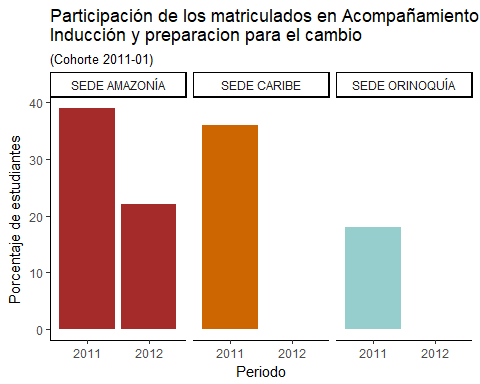 Participación de los matriculados en Acompañamiento
Inducción y preparacion para el cambio
(Cohorte 2011-01)
SEDE AMAZONÍA SEDE CARIBE SEDE ORINOQUÍA
Porcentaje de estudiantes
40
30
20
10
0
2011 2012 2011 2012 2011 2012
Periodo